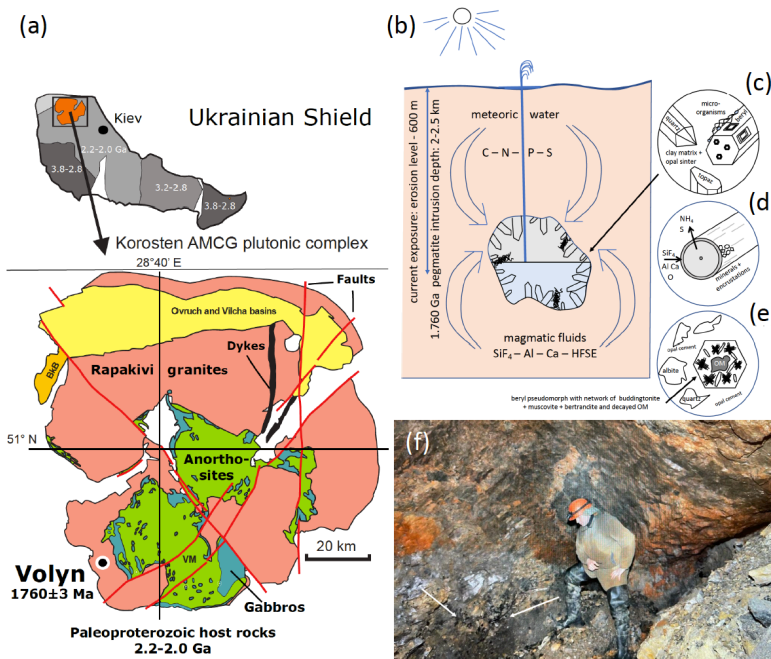 (a)
Ukrainian Shield
Kiev
2.2-2.0 Ga
3.8-2.8
3.2-2.8
3.8-2.8
Korosten AMCG plutonic complex
28°40' E
Faults
Ovruch and Vilcha basins
Dykes
BkB
Rapakivi granites
51° N
Anortho-
sites
20 km
VM
Volyn
1760±3 Ma
Gabbros
Paleoproterozoic host rocks
2.2-2.0 Ga
(b)
current exposure: erosion level - 600 m
1.760 Ga pegmatite intrusion depth: 2-2.5 km
meteoric water
C – N – P – S
magmatic fluids
SiF₄ – Al – Ca – HFSE
(c)
micro-
organisms
quartz
beryl
clay matrix +
opal sinter
topaz
(d)
NH₄
S
SiF₄
Al Ca
O
minerals +
encrustations
(e)
opal cement
albite
OM
quartz
opal cement
beryl pseudomorph with network of buddingtonite
+ muscovite + bertrandite and decayed OM
(f)